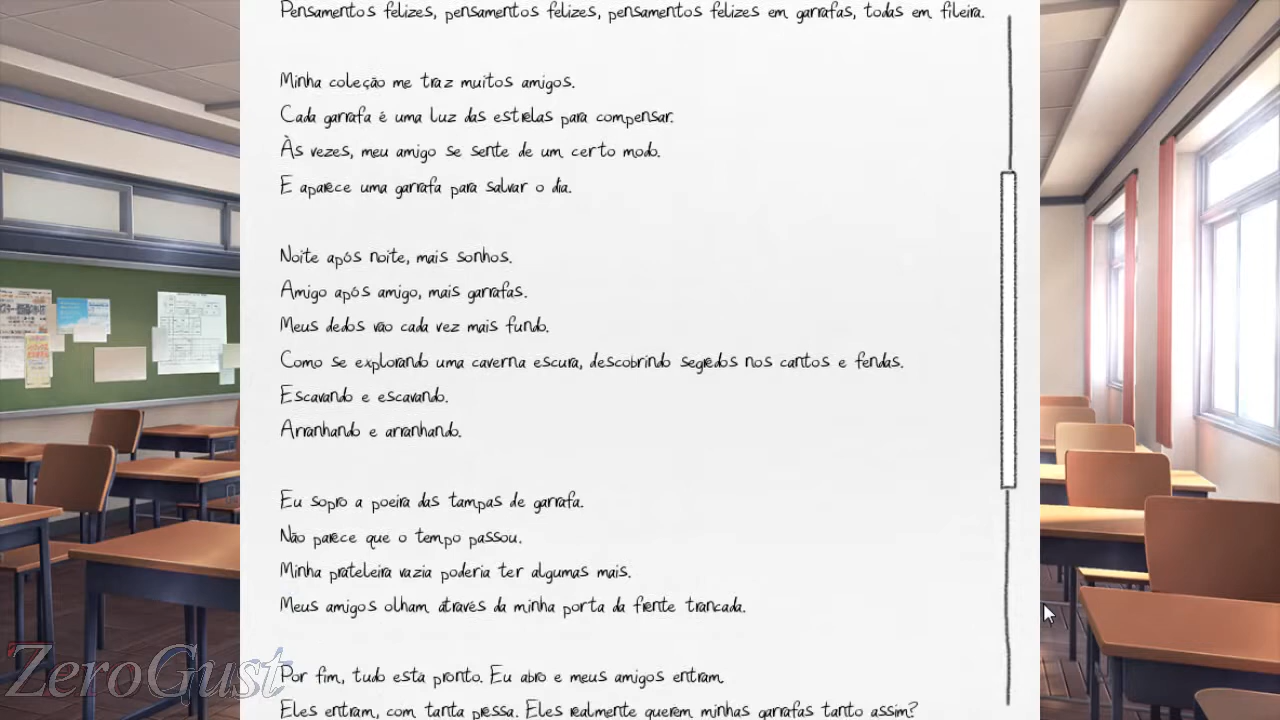 Pensamentos felizes, pensamentos felizes, pensamentos felizes em garrafas, todas em fileira.
Minha coleção me traz muitos amigos.
Cada garrafa é uma luz das estrelas para compensar.
Às vezes, meu amigo se sente de um certo modo.
E aparece uma garrafa para salvar o dia.
Noite após noite, mais sonhos.
Amigo após amigo, mais garrafas.
Meus dedos vão cada vez mais fundo.
Como se explorando uma caverna escura, descobrindo segredos nos cantos e fendas.
Escavando e escavando.
Arranhando e arranhando.
Eu sopro a poeira das tampas de garrafa.
Não parece que o tempo passou.
Minha prateleira vazia poderia ter algumas mais.
Meus amigos olham através da minha porta da frente trancada.
Por fim, tudo está pronto. Eu abro e meus amigos entram.
Eles entram, com tanta pressa. Eles realmente querem minhas garrafas tanto assim?
ZeroGust